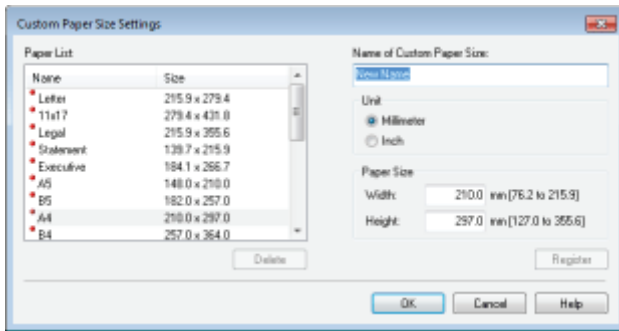 Custom Paper Size Settings
Paper List
Name Size
Letter 215.9 x 279.4
11x17 279.4 x 431.8
Legal 215.9 x 355.6
Statement 139.7 x 215.9
Executive 184.1 x 266.7
A5 148.0 x 210.0
B5 182.0 x 257.0
A4 210.0 x 297.0
B4 257.0 x 364.0
Delete
Name of Custom Paper Size:
New Name
Unit
Millimeter
Inch
Paper Size
Width: 210.0 mm [76.2 to 215.9]
Height: 297.0 mm [127.0 to 355.6]
Register
OK Cancel Help